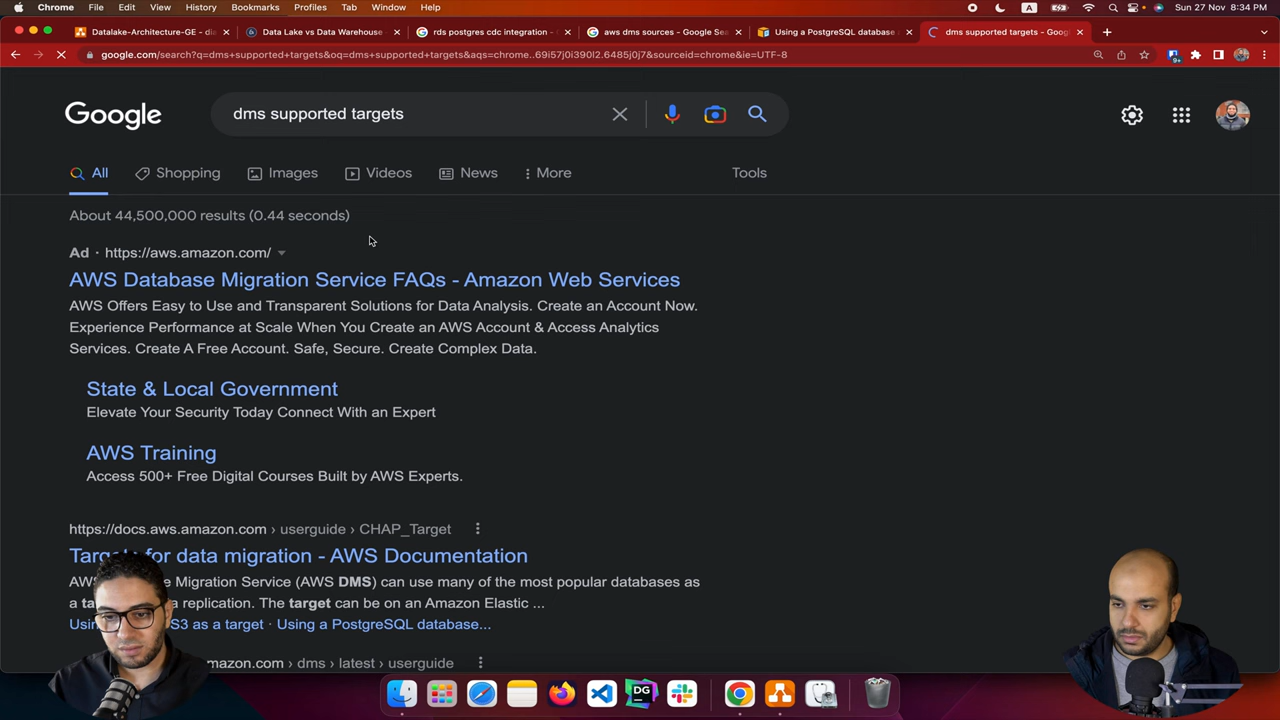 Chrome File Edit View History Bookmarks Profiles Tab Window Help
A Sun 27 Nov 8:34 PM
Datalake-Architecture-GE - di
Data Lake vs Data Warehouse
rds postgres cdc integration -
aws dms sources - Google Se
Using a PostgreSQL database
dms supported targets - Goog
google.com/search?q=dms+supported+targets&oq=dms+supported+targets&aqs=chrome..69i57j0i10l2.6485j0j7&sourceid=chrome&ie=UTF-8
9+
Google
dms supported targets
All Shopping Images Videos News More Tools
About 44,500,000 results (0.44 seconds)
Ad · https://aws.amazon.com/
AWS Database Migration Service FAQs - Amazon Web Services
AWS Offers Easy to Use and Transparent Solutions for Data Analysis. Create an Account Now.
Experience Performance at Scale When You Create an AWS Account & Access Analytics
Services. Create A Free Account. Safe, Secure. Create Complex Data.
State & Local Government
Elevate Your Security Today Connect With an Expert
AWS Training
Access 500+ Free Digital Courses Built by AWS Experts.
https://docs.aws.amazon.com › userguide › CHAP_Target
Targets for data migration - AWS Documentation
AWS Migration Service (AWS DMS) can use many of the most popular databases as
a replication. The target can be on an Amazon Elastic ...
S3 as a target · Using a PostgreSQL database...
amazon.com › dms › latest › userguide
DG